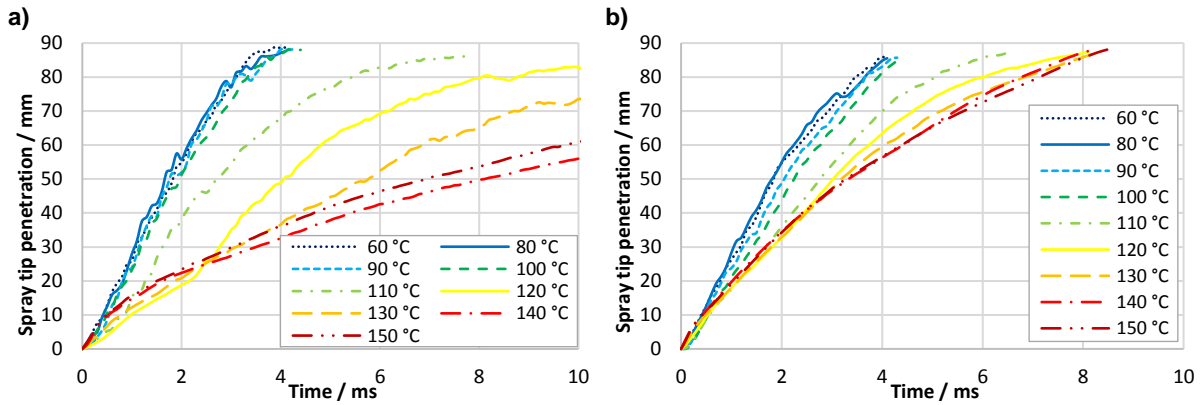 a)
Spray tip penetration / mm
90
80
70
60
50
40
30
20
10
0
0 2 4 6 8 10
Time / ms
60 °C 80 °C
90 °C 100 °C
110 °C 120 °C
130 °C 140 °C
150 °C
b)
Spray tip penetration / mm
90
80
70
60
50
40
30
20
10
0
0 2 4 6 8 10
Time / ms
60 °C
80 °C
90 °C
100 °C
110 °C
120 °C
130 °C
140 °C
150 °C